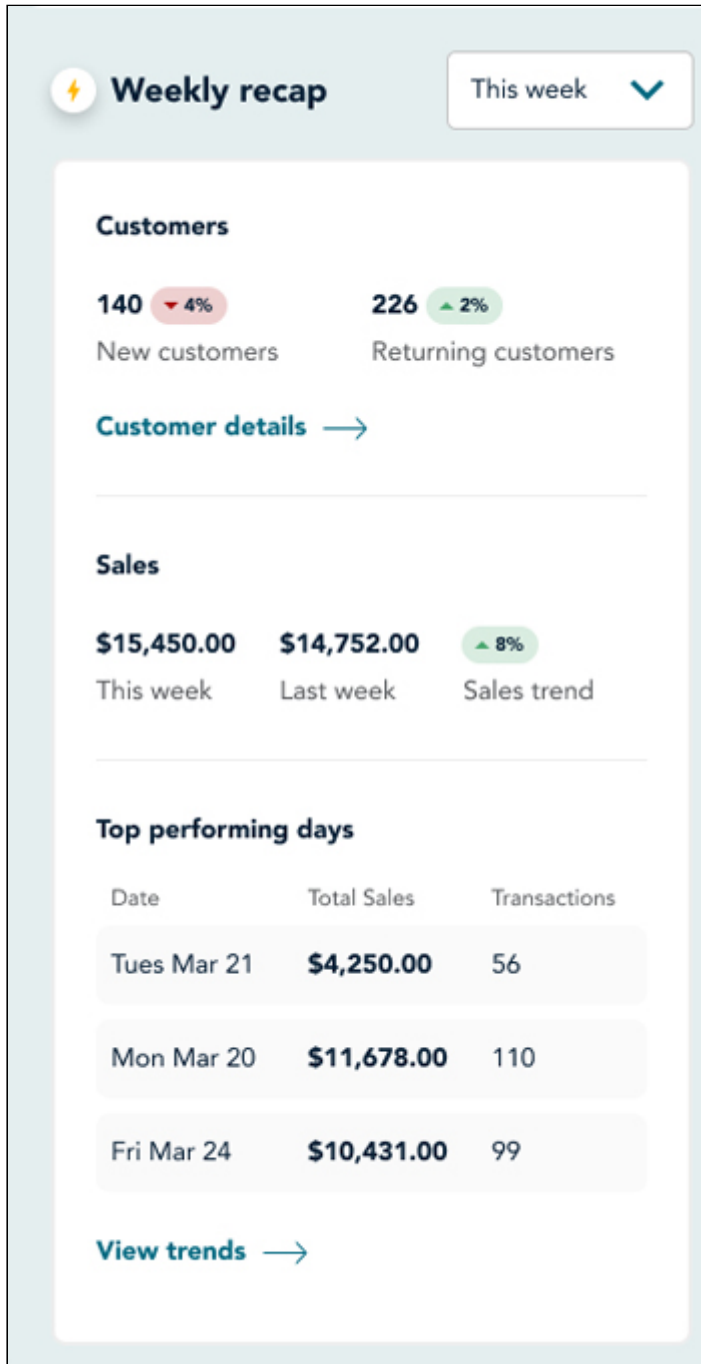 Weekly recap This week
Customers
140 4% 226 2%
New customers Returning customers
Customer details
Sales
$15,450.00 $14,752.00 8%
This week Last week Sales trend
Top performing days
Date Total Sales Transactions
Tues Mar 21 $4,250.00 56
Mon Mar 20 $11,678.00 110
Fri Mar 24 $10,431.00 99
View trends